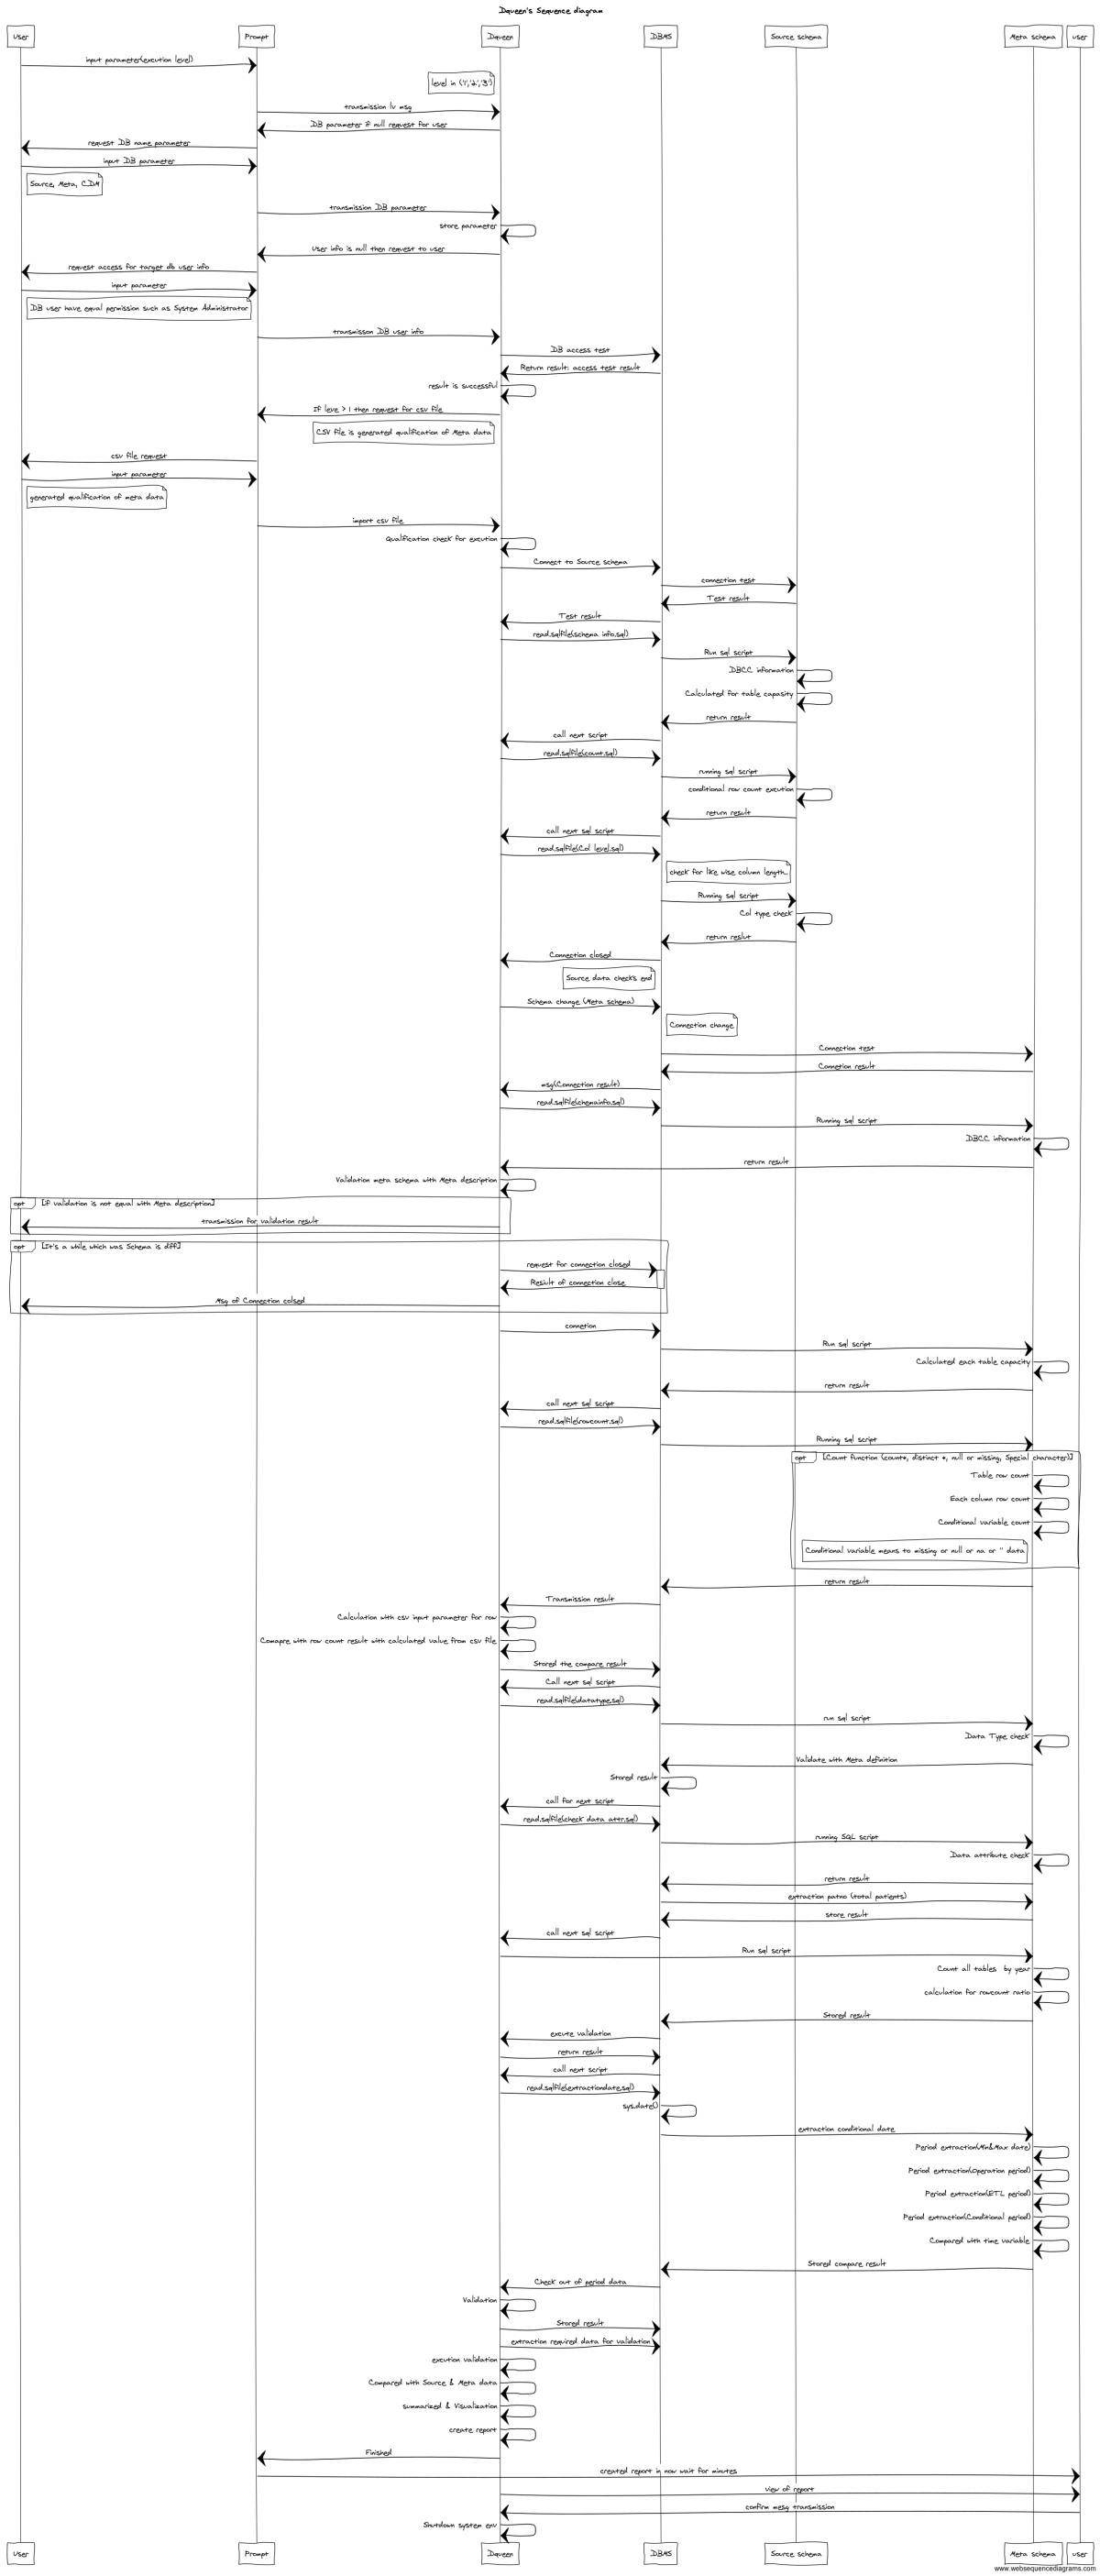 Dqueen's Sequence diagram
User
Prompt
Dqueen
DBMS
Source schema
Meta schema
user
input parameter(execution level)
level in ('1','2','3')
transmission lv msg
DB parameter if null request for user
request DB name parameter
input DB parameter
Source, Meta, CDM
transmission DB parameter
store parameter
User info is null then request to user
request access for target db user info
input parameter
DB user have equal permission such as System Administrator
transmisson DB user info
DB access test
Return result: access test result
result is successful
If leve > 1 then request for csv file
CSV file is generated qualification of Meta data
csv file request
input parameter
generated qualification of meta data
import csv file
Qualification check for excution
Connect to Source schema
connection test
Test result
Test result
read.sqlfile(schema info.sql)
Run sql script
DBCC information
Calculated for table capasity
return result
call next script
read.sqlfile(count.sql)
running sql script
conditional row count excution
return result
call next sql script
read.sqlfile(Col level.sql)
check for like wise column length..
Running sql script
Col type check
return reslut
Connection closed
Source data checks end
Schema change (Meta schema)
Connection change
Connection test
Connetion result
msg(Connection result)
read.sqlfile(schemainfo.sql)
Running sql script
DBCC information
return result
Validation meta schema with Meta description
opt [if validation is not equal with Meta description]
transmission for validation result
opt [It's a while which was Schema is diff]
request for connection closed
Resiult of connection close
Msg of Connection colsed
connetion
Run sql script
Calculated each table capacity
return result
call next sql script
read.sqlfile(rowcount.sql)
Running sql script
opt [Count function (count*, distinct *, null or missing, Special character)]
Table row count
Each column row count
Conditional variable count
Conditional variable means to missing or null or na or '' data
return result
Transmission result
Calculation with csv input parameter for row
Comapre with row count result with calculated value from csv file
Stored the compare result
Call next sql script
read.sqlfile(datatype.sql)
run sql script
Data Type check
Validate with Meta definition
Stored result
call for next script
read.sqlfile(check data attr.sql)
running SQL script
Data attribute check
return result
extraction patno (total patients)
store result
call next sql script
Run sql script
Count all tables by year
calculation for rowcount ratio
Stored result
excute validation
return result
call next script
read.sqlfile(extractiondate.sql)
sys.date()
extraction conditional date
Period extraction(Min&Max date)
Period extraction(Operation period)
Period extraction(ETL period)
Period extraction(Conditional period)
Compared with time variable
Stored compare result
Check out of period data
Validation
Stored result
extraction required data for validation
excution validation
Compared with Source & Meta data
summarized & Visualization
create report
Finished
created report in now wait for minutes
view of report
confirm mesg transmission
Shutdown system env
User
Prompt
Dqueen
DBMS
Source schema
Meta schema
user
www.websequencediagrams.com